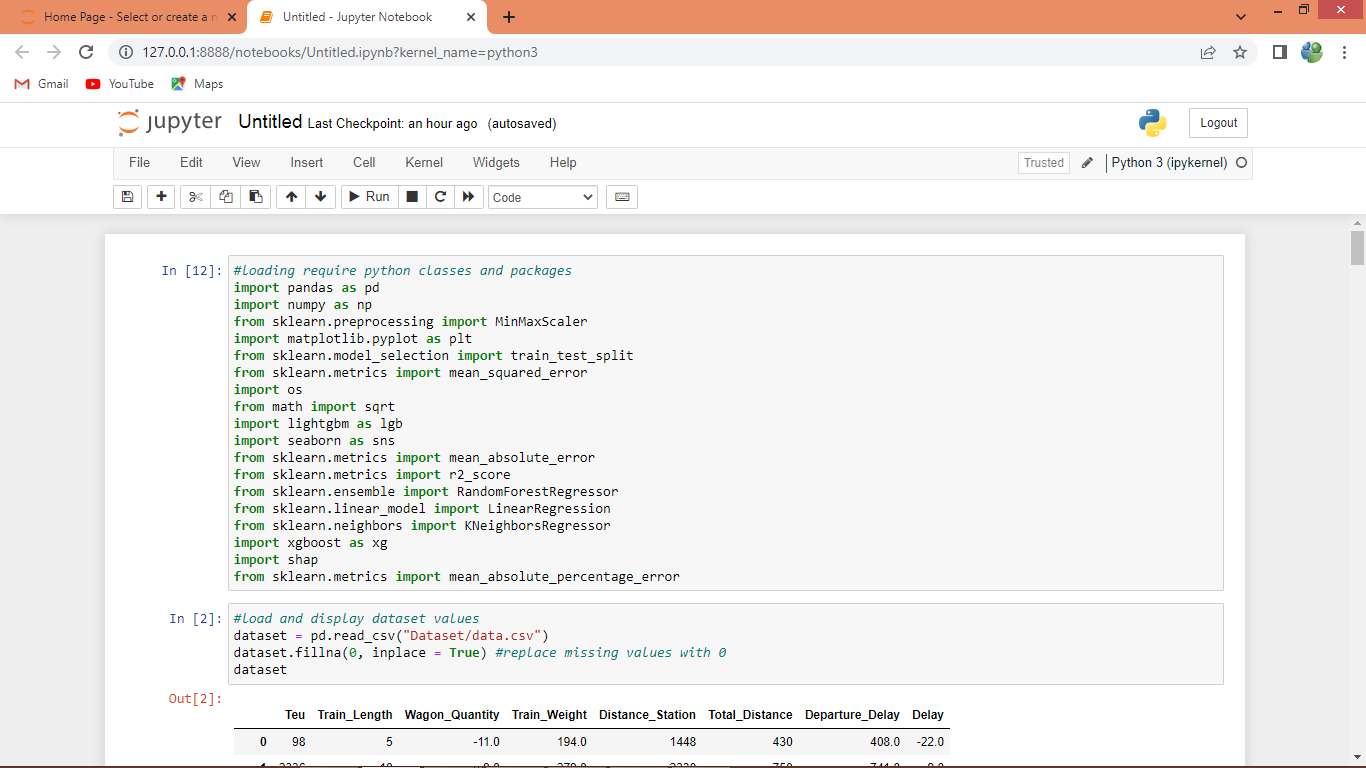 Home Page - Select or create a n
Untitled - Jupyter Notebook
127.0.0.1:8888/notebooks/Untitled.ipynb?kernel_name=python3
Gmail YouTube Maps
jupyter Untitled Last Checkpoint: an hour ago (autosaved) Logout
File Edit View Insert Cell Kernel Widgets Help Trusted Python 3 (ipykernel)
Run Code
In [12]: #loading require python classes and packages
import pandas as pd
import numpy as np
from sklearn.preprocessing import MinMaxScaler
import matplotlib.pyplot as plt
from sklearn.model_selection import train_test_split
from sklearn.metrics import mean_squared_error
import os
from math import sqrt
import lightgbm as lgb
import seaborn as sns
from sklearn.metrics import mean_absolute_error
from sklearn.metrics import r2_score
from sklearn.ensemble import RandomForestRegressor
from sklearn.linear_model import LinearRegression
from sklearn.neighbors import KNeighborsRegressor
import xgboost as xg
import shap
from sklearn.metrics import mean_absolute_percentage_error
In [2]: #load and display dataset values
dataset = pd.read_csv("Dataset/data.csv")
dataset.fillna(0, inplace = True) #replace missing values with 0
dataset
Out[2]:
Teu Train_Length Wagon_Quantity Train_Weight Distance_Station Total_Distance Departure_Delay Delay
0 98 5 -11.0 194.0 1448 430 408.0 -22.0